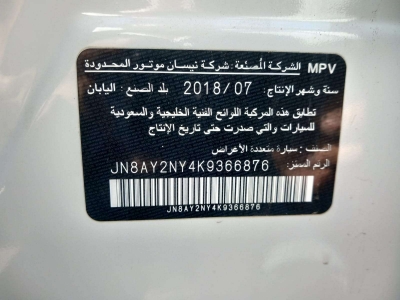 MPV الشركة المصنعة: شركة نيسان موتور المحدودة
سنة وشهر الإنتاج: 2018/07 بلد الصنع: اليابان
تطابق هذه المركبة اللوائح الفنية الخليجية والسعودية
للسيارات والتي صدرت حتى تاريخ الإنتاج
الصنف: سيارة متعددة الأغراض
الرقم المميز: JN8AY2NY4K9366876
JN8AY2NY4K9366876